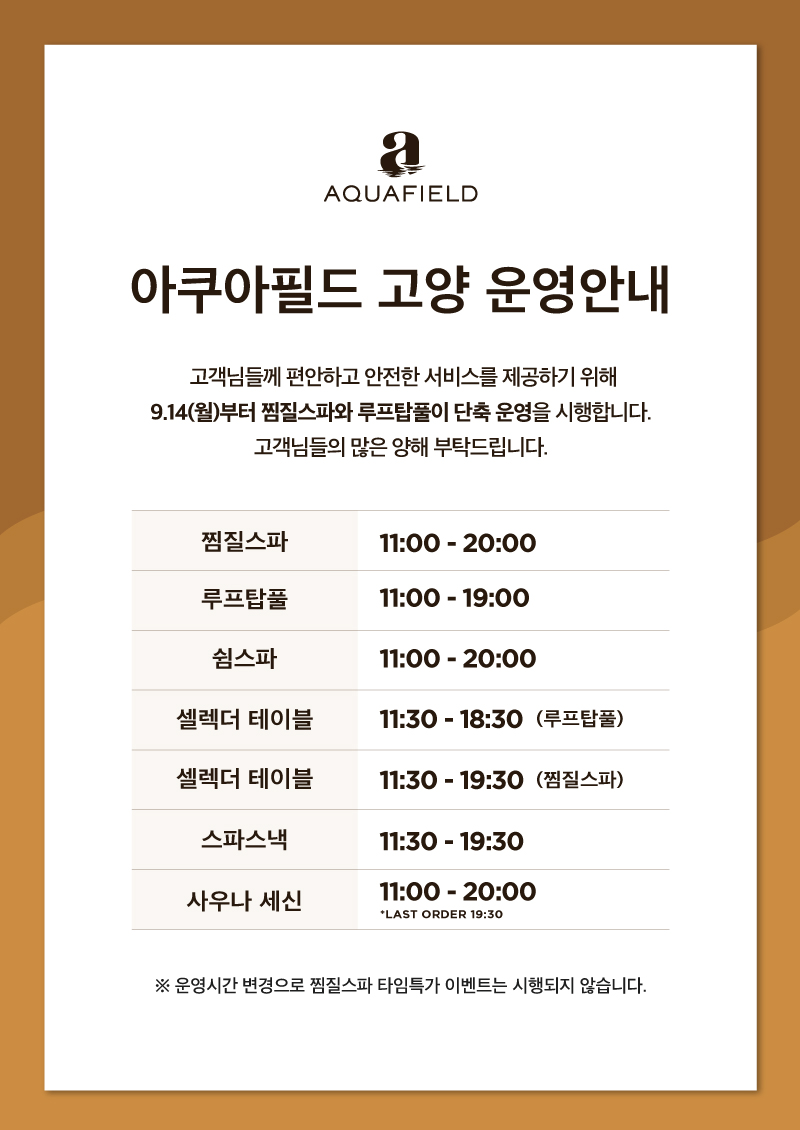 a
AQUAFIELD
아쿠아필드 고양 운영안내
고객님들께 편안하고 안전한 서비스를 제공하기 위해
9.14(월)부터 찜질스파와 루프탑풀이 단축 운영을 시행합니다.
고객님들의 많은 양해 부탁드립니다.
찜질스파 11:00 - 20:00
루프탑풀 11:00 - 19:00
쉼스파 11:00 - 20:00
셀렉더 테이블 11:30 - 18:30 (루프탑풀)
셀렉더 테이블 11:30 - 19:30 (찜질스파)
스파스낵 11:30 - 19:30
사우나 세신 11:00 - 20:00
*LAST ORDER 19:30
※ 운영시간 변경으로 찜질스파 타임특가 이벤트는 시행되지 않습니다.